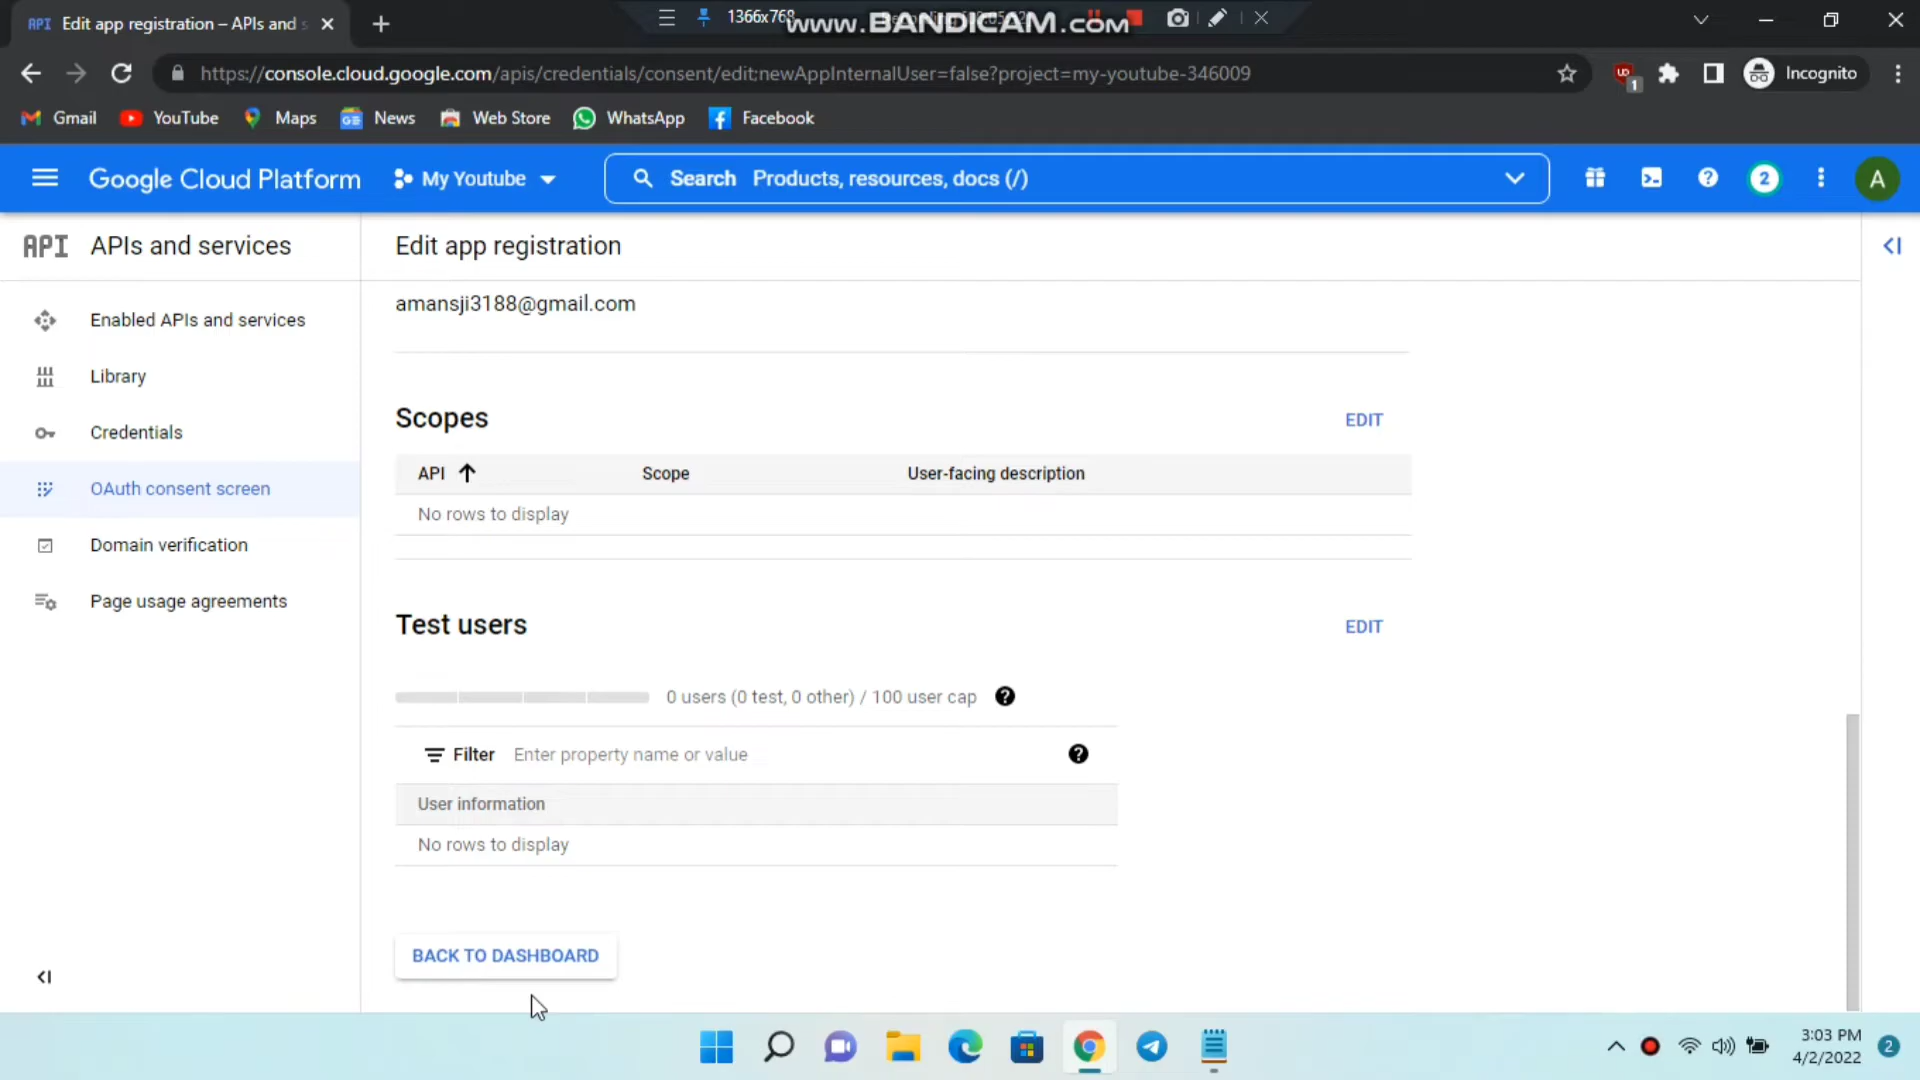 API Edit app registration – APIs and s
1366x768
www.BANDICAM.com
https://console.cloud.google.com/apis/credentials/consent/edit:newAppInternalUser=false?project=my-youtube-346009
UD 1
Incognito
Gmail
YouTube
Maps
GE News
Web Store
WhatsApp
Facebook
Google Cloud Platform
My Youtube
Search Products, resources, docs (/)
2
A
API APIs and services
Edit app registration
Enabled APIs and services
Library
Credentials
OAuth consent screen
Domain verification
Page usage agreements
amansji3188@gmail.com
Scopes
EDIT
API Scope User-facing description
No rows to display
Test users
EDIT
0 users (0 test, 0 other) / 100 user cap
Filter Enter property name or value
User information
No rows to display
BACK TO DASHBOARD
3:03 PM
4/2/2022
2